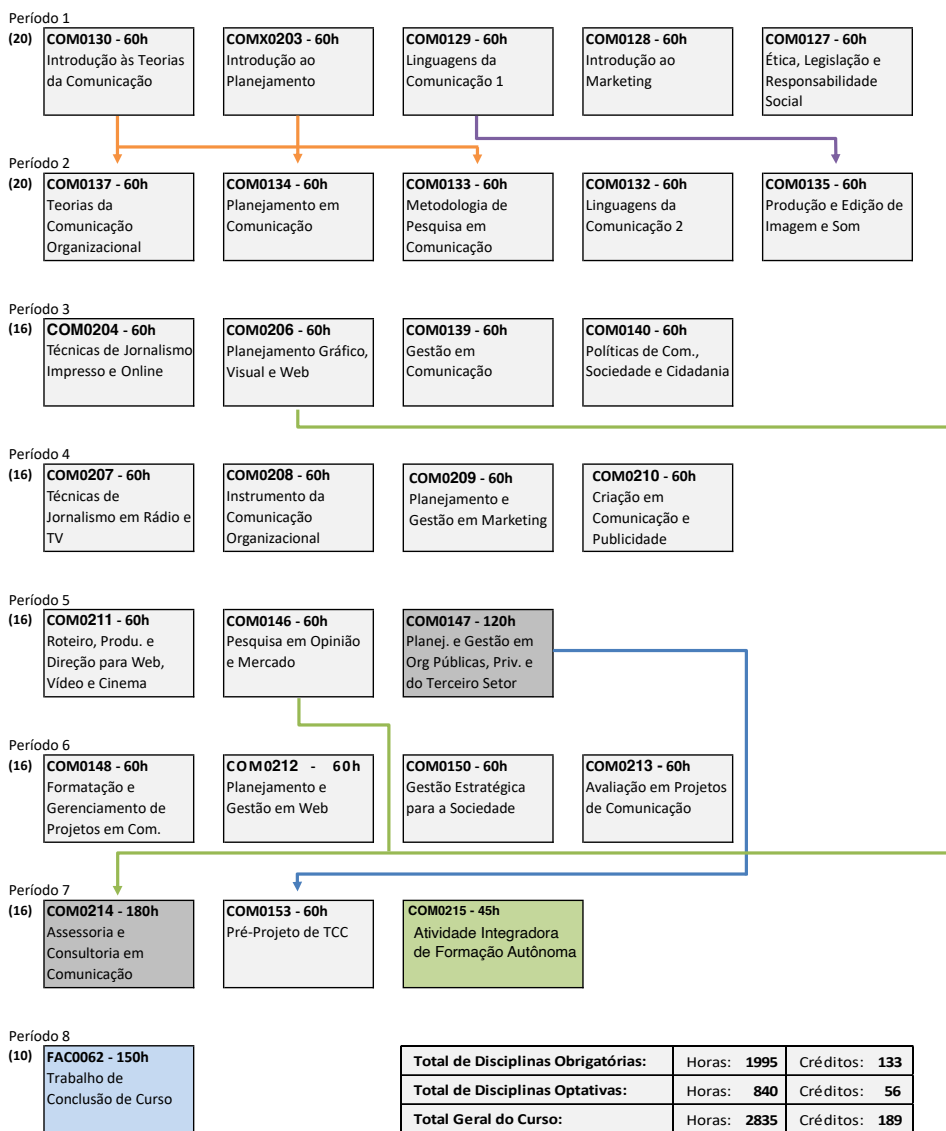 Período 1
(20)
COM0130 - 60h
Introdução às Teorias
da Comunicação
COMX0203 - 60h
Introdução ao
Planejamento
COM0129 - 60h
Linguagens da
Comunicação 1
COM0128 - 60h
Introdução ao
Marketing
COM0127 - 60h
Ética, Legislação e
Responsabilidade
Social
Período 2
(20)
COM0137 - 60h
Teorias da
Comunicação
Organizacional
COM0134 - 60h
Planejamento em
Comunicação
COM0133 - 60h
Metodologia de
Pesquisa em
Comunicação
COM0132 - 60h
Linguagens da
Comunicação 2
COM0135 - 60h
Produção e Edição de
Imagem e Som
Período 3
(16)
COM0204 - 60h
Técnicas de Jornalismo
Impresso e Online
COM0206 - 60h
Planejamento Gráfico,
Visual e Web
COM0139 - 60h
Gestão em
Comunicação
COM0140 - 60h
Políticas de Com.,
Sociedade e Cidadania
Período 4
(16)
COM0207 - 60h
Técnicas de
Jornalismo em Rádio e
TV
COM0208 - 60h
Instrumento da
Comunicação
Organizacional
COM0209 - 60h
Planejamento e
Gestão em Marketing
COM0210 - 60h
Criação em
Comunicação e
Publicidade
Período 5
(16)
COM0211 - 60h
Roteiro, Produ. e
Direção para Web,
Vídeo e Cinema
COM0146 - 60h
Pesquisa em Opinião
e Mercado
COM0147 - 120h
Planej. e Gestão em
Org Públicas, Priv. e
do Terceiro Setor
Período 6
(16)
COM0148 - 60h
Formatação e
Gerenciamento de
Projetos em Com.
COM0212 - 60h
Planejamento e
Gestão em Web
COM0150 - 60h
Gestão Estratégica
para a Sociedade
COM0213 - 60h
Avaliação em Projetos
de Comunicação
Período 7
(16)
COM0214 - 180h
Assessoria e
Consultoria em
Comunicação
COM0153 - 60h
Pré-Projeto de TCC
COM0215 - 45h
Atividade Integradora
de Formação Autônoma
Período 8
(10)
FAC0062 - 150h
Trabalho de
Conclusão de Curso
Total de Disciplinas Obrigatórias: Horas: 1995 Créditos: 133
Total de Disciplinas Optativas: Horas: 840 Créditos: 56
Total Geral do Curso: Horas: 2835 Créditos: 189